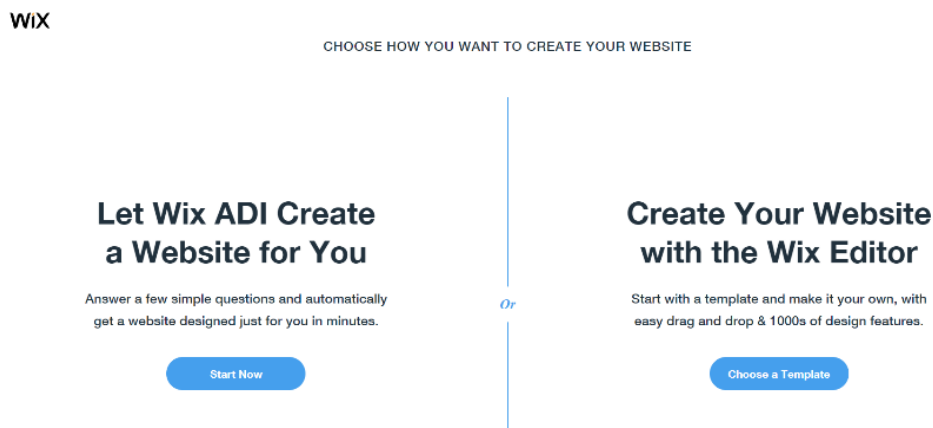 WiX
CHOOSE HOW YOU WANT TO CREATE YOUR WEBSITE
Let Wix ADI Create
a Website for You
Answer a few simple questions and automatically
get a website designed just for you in minutes.
Start Now
Or
Create Your Website
with the Wix Editor
Start with a template and make it your own, with
easy drag and drop & 1000s of design features.
Choose a Template